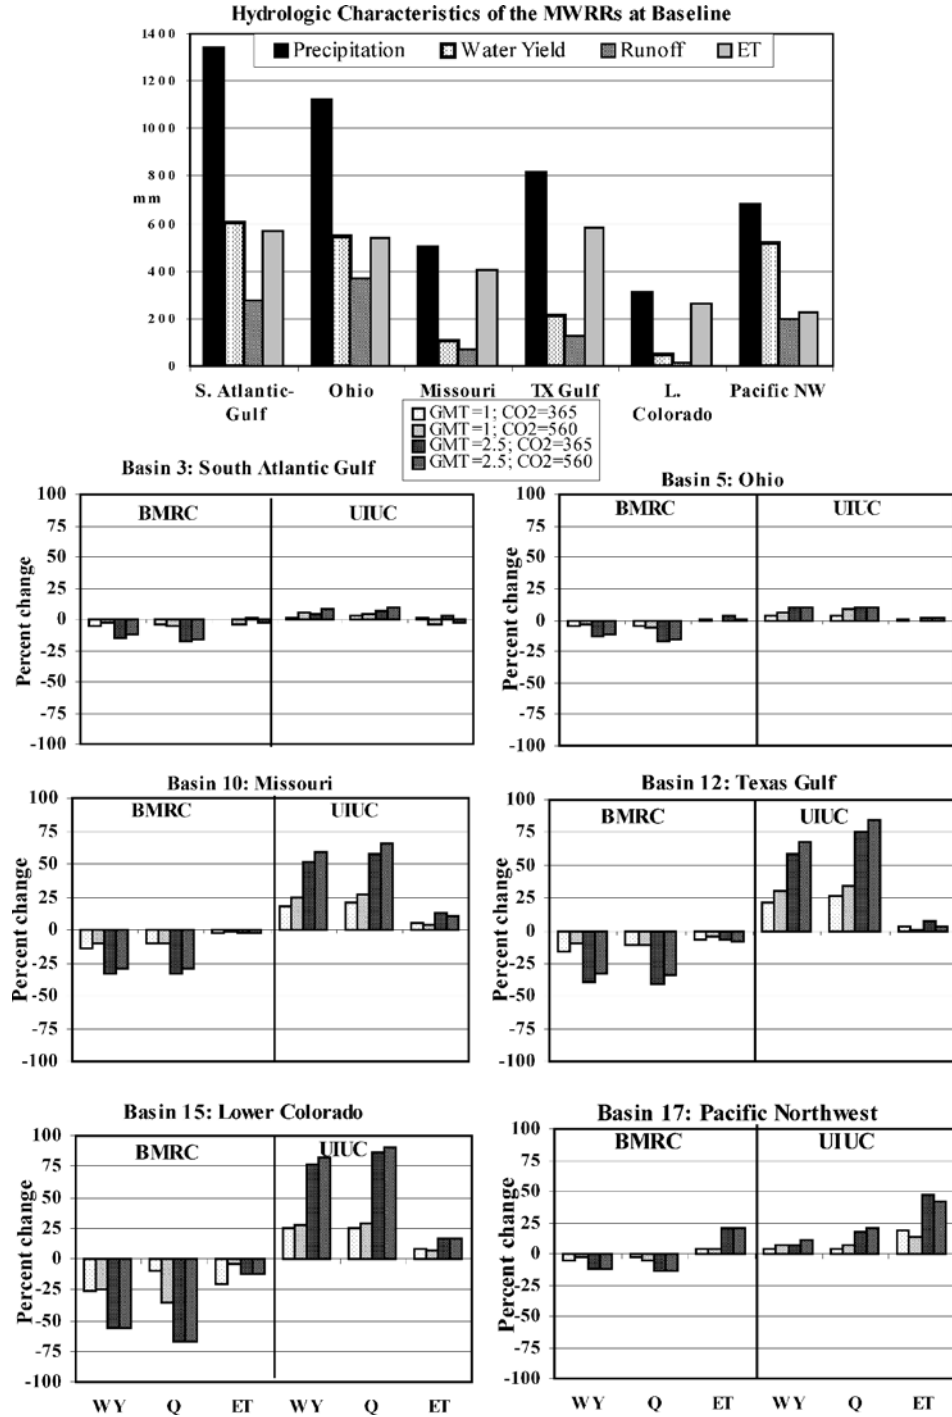 Hydrologic Characteristics of the MWRRs at Baseline
Precipitation Water Yield Runoff ET
1400
1200
1000
800
mm
600
400
200
0
S. Atlantic-Gulf Ohio Missouri TX Gulf L. Colorado Pacific NW
GMT=1; CO2=365
GMT=1; CO2=560
GMT=2.5; CO2=365
GMT=2.5; CO2=560
Basin 3: South Atlantic Gulf
BMRC UIUC
Percent change
100
75
50
25
0
-25
-50
-75
-100
Basin 5: Ohio
BMRC UIUC
Percent change
100
75
50
25
0
-25
-50
-75
-100
Basin 10: Missouri
BMRC UIUC
Percent change
100
75
50
25
0
-25
-50
-75
-100
Basin 12: Texas Gulf
BMRC UIUC
Percent change
100
75
50
25
0
-25
-50
-75
-100
Basin 15: Lower Colorado
BMRC UIUC
Percent change
100
75
50
25
0
-25
-50
-75
-100
WY Q ET WY Q ET
Basin 17: Pacific Northwest
BMRC UIUC
Percent change
100
75
50
25
0
-25
-50
-75
-100
WY Q ET WY Q ET